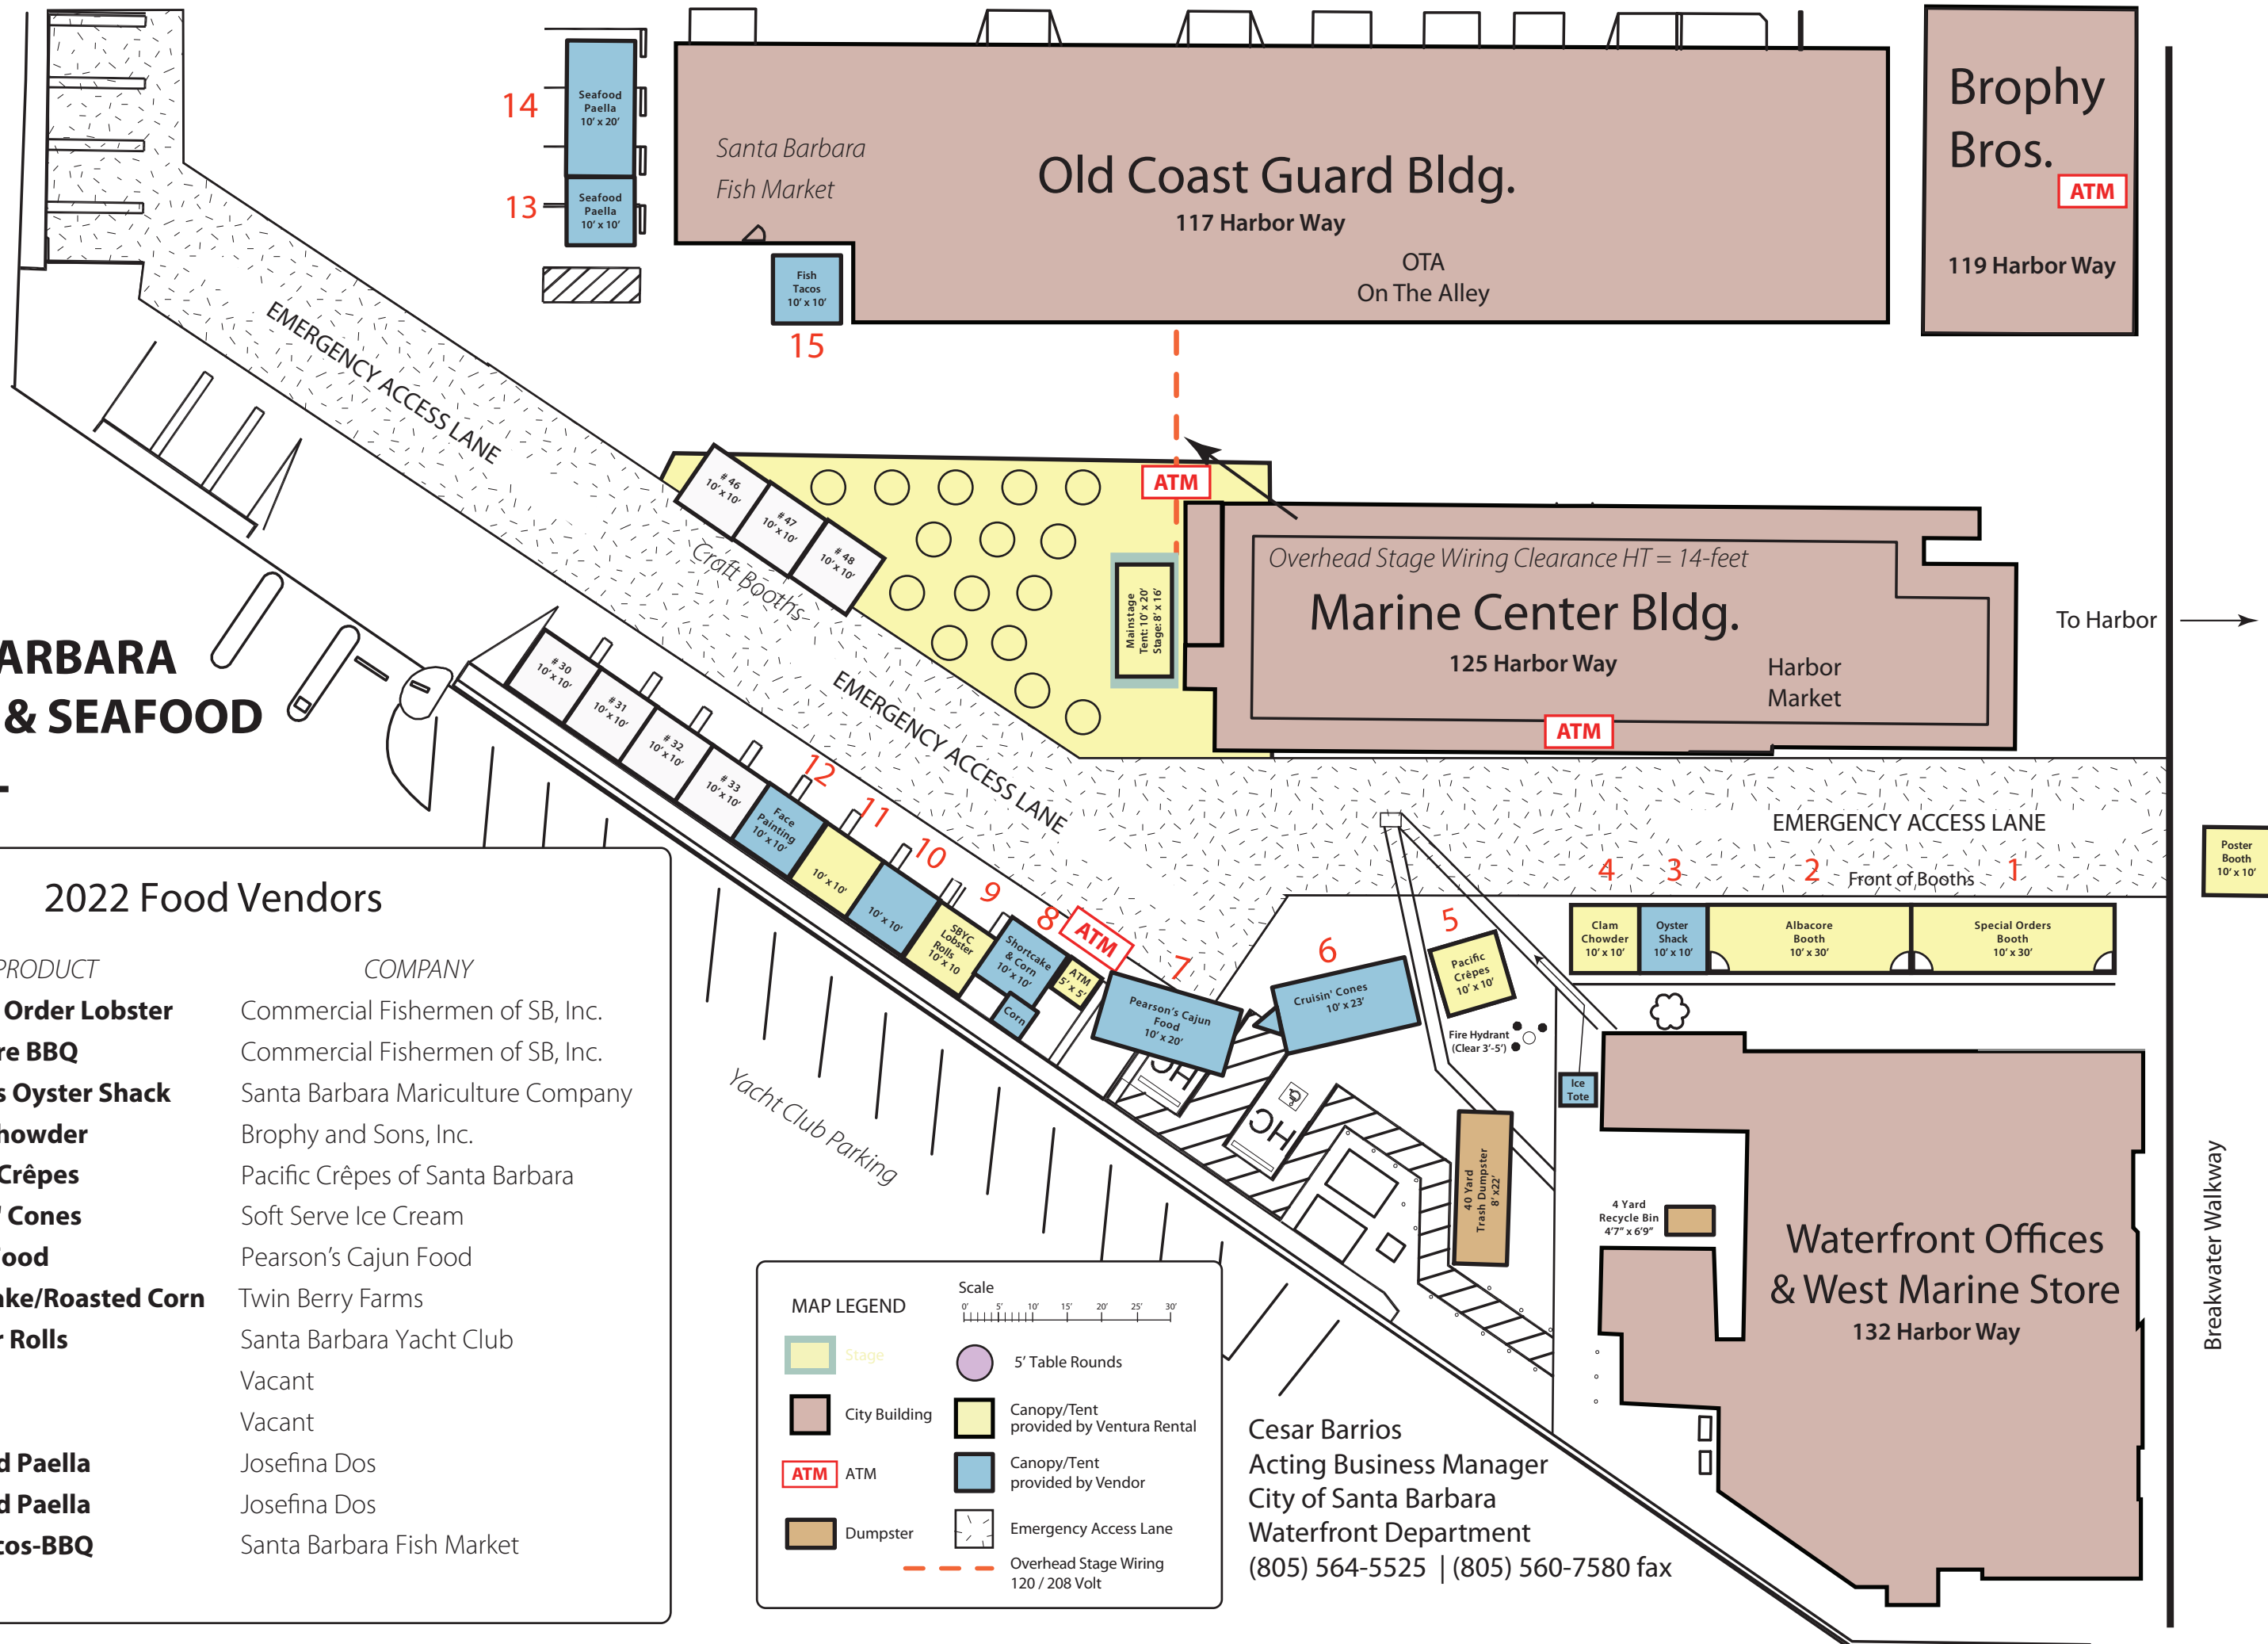 14
Seafood
Paella
10' x 20'
13
Seafood
Paella
10' x 10'
Santa Barbara
Fish Market
Old Coast Guard Bldg.
117 Harbor Way
OTA
On The Alley
Brophy
Bros.
ATM
119 Harbor Way
Fish
Tacos
10' x 10'
15
EMERGENCY ACCESS LANE
# 46
10' x 10'
# 47
10' x 10'
# 48
10' x 10'
Craft Booths
ATM
Mainstage
Tent: 10' x 20'
Stage: 8' x 16'
Overhead Stage Wiring Clearance HT = 14-feet
Marine Center Bldg.
125 Harbor Way
Harbor
Market
ATM
To Harbor
ARBARA
& SEAFOOD
# 30
10' x 10'
# 31
10' x 10'
# 32
10' x 10'
# 33
10' x 10'
12
Face
Painting
10' x 10'
11
10' x 10'
10
10' x 10'
9
SBYC
Lobster
Rolls
10' x 10
8
Shortcake
& Corn
10' x 10'
Corn
ATM
ATM
5' x 5'
7
Pearson's Cajun
Food
10' x 20'
EMERGENCY ACCESS LANE
6
Cruisin' Cones
10' x 23'
5
Pacific
Crêpes
10' x 10'
Fire Hydrant
(Clear 3'-5')
EMERGENCY ACCESS LANE
4
3
2
Front of Booths
1
Clam
Chowder
10' x 10'
Oyster
Shack
10' x 10'
Albacore
Booth
10' x 30'
Special Orders
Booth
10' x 30'
Poster
Booth
10' x 10'
Ice
Tote
HC
HC
40 Yard
Trash Dumpster
8' x22'
4 Yard
Recycle Bin
4'7" x 6'9"
Waterfront Offices
& West Marine Store
132 Harbor Way
Breakwater Walkway
Yacht Club Parking
2022 Food Vendors
PRODUCT COMPANY
Order Lobster Commercial Fishermen of SB, Inc.
re BBQ Commercial Fishermen of SB, Inc.
s Oyster Shack Santa Barbara Mariculture Company
howder Brophy and Sons, Inc.
Crêpes Pacific Crêpes of Santa Barbara
' Cones Soft Serve Ice Cream
ood Pearson's Cajun Food
ake/Roasted Corn Twin Berry Farms
r Rolls Santa Barbara Yacht Club
Vacant
Vacant
d Paella Josefina Dos
d Paella Josefina Dos
cos-BBQ Santa Barbara Fish Market
MAP LEGEND
Scale
0' 5' 10' 15' 20' 25' 30'
Stage
5' Table Rounds
City Building
Canopy/Tent
provided by Ventura Rental
ATM ATM
Canopy/Tent
provided by Vendor
Dumpster
Emergency Access Lane
Overhead Stage Wiring
120 / 208 Volt
Cesar Barrios
Acting Business Manager
City of Santa Barbara
Waterfront Department
(805) 564-5525 | (805) 560-7580 fax